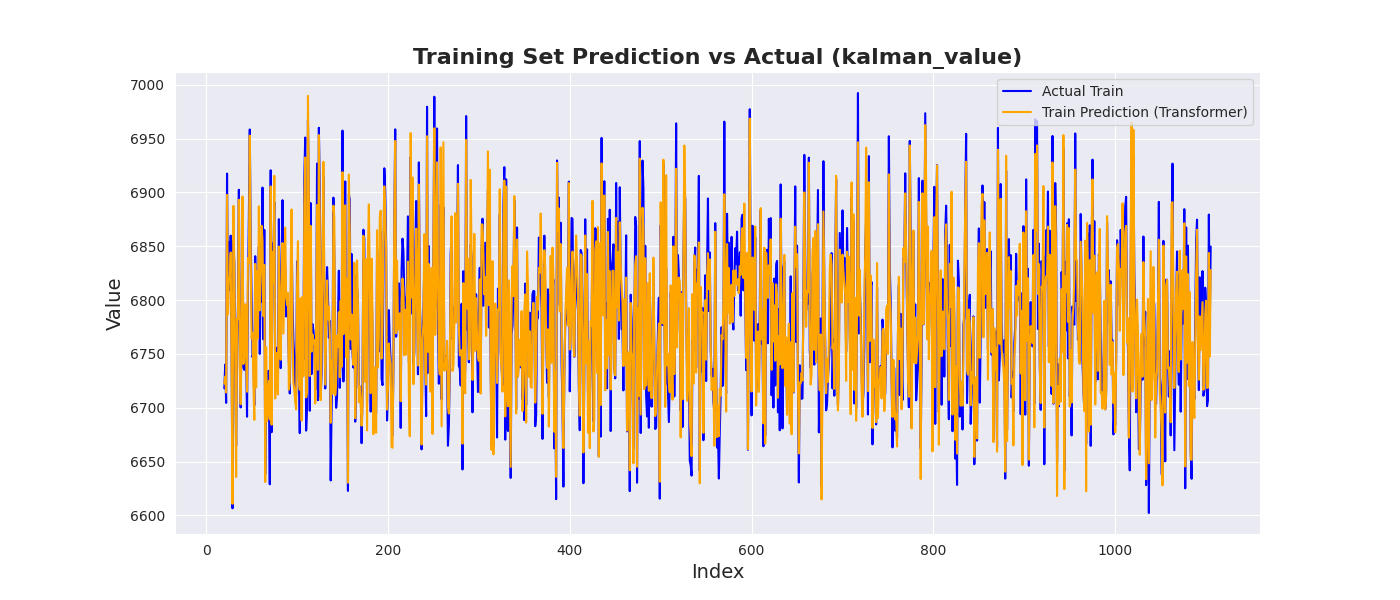 Training Set Prediction vs Actual (kalman_value)
Actual Train
Train Prediction (Transformer)
Value
7000
6950
6900
6850
6800
6750
6700
6650
6600
0 200 400 600 800 1000
Index